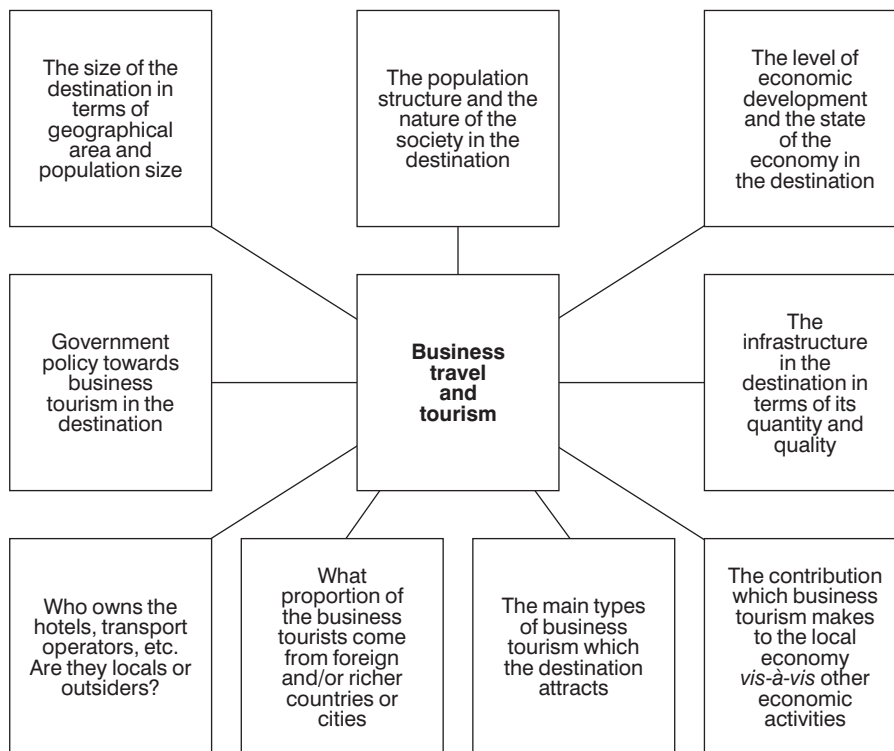 The size of the
destination in
terms of
geographical
area and
population size
The population
structure and the
nature of the
society in the
destination
The level of
economic
development
and the state
of the
economy in
the destination
Government
policy towards
business
tourism in the
destination
Business
travel
and
tourism
The
infrastructure
in the
destination in
terms of its
quantity and
quality
Who owns the
hotels, transport
operators, etc.
Are they locals or
outsiders?
What
proportion of
the business
tourists come
from foreign
and/or richer
countries or
cities
The main types
of business
tourism which
the destination
attracts
The contribution
which business
tourism makes
to the local
economy
vis-à-vis other
economic
activities